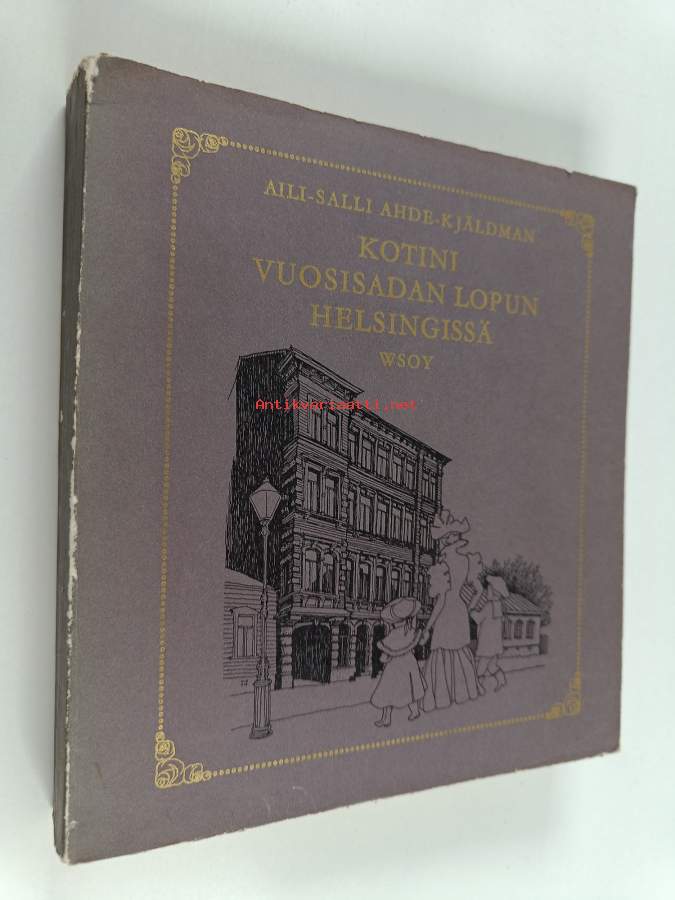 AILI-SALLI AHDE-KJÄLDMAN
KOTINI
VUOSISADAN LOPUN
HELSINGISSÄ
WSOY
Antikvariaatti.net